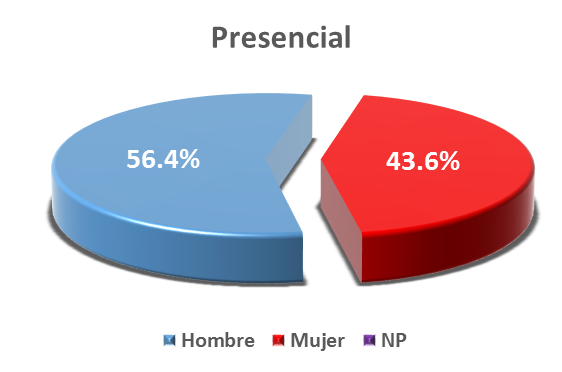 Presencial
56.4%
43.6%
Hombre Mujer NP